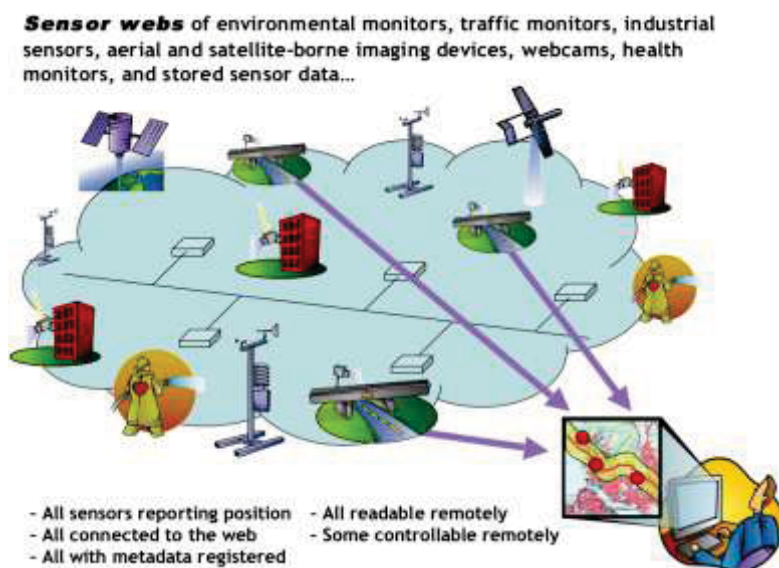 Sensor webs of environmental monitors, traffic monitors, industrial
sensors, aerial and satellite-borne imaging devices, webcams, health
monitors, and stored sensor data…
- All sensors reporting position
- All connected to the web
- All with metadata registered
- All readable remotely
- Some controllable remotely